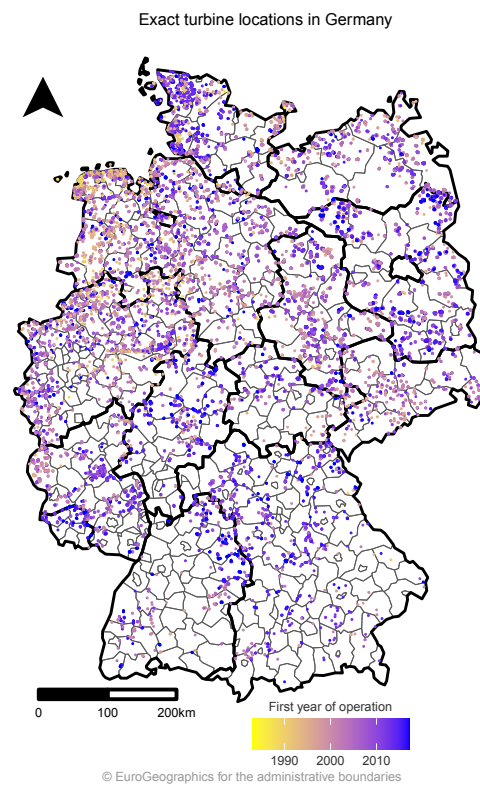 Exact turbine locations in Germany
0 100 200km
First year of operation
1990 2000 2010
© EuroGeographics for the administrative boundaries